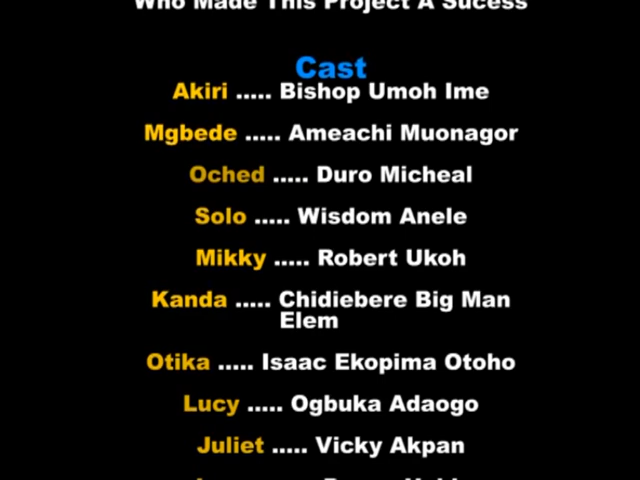 Who Made This Project A Sucess
Cast
Akiri ..... Bishop Umoh Ime
Mgbede ..... Ameachi Muonagor
Oched ..... Duro Micheal
Solo ..... Wisdom Anele
Mikky ..... Robert Ukoh
Kanda ..... Chidiebere Big Man
Elem
Otika ..... Isaac Ekopima Otoho
Lucy ..... Ogbuka Adaogo
Juliet ..... Vicky Akpan